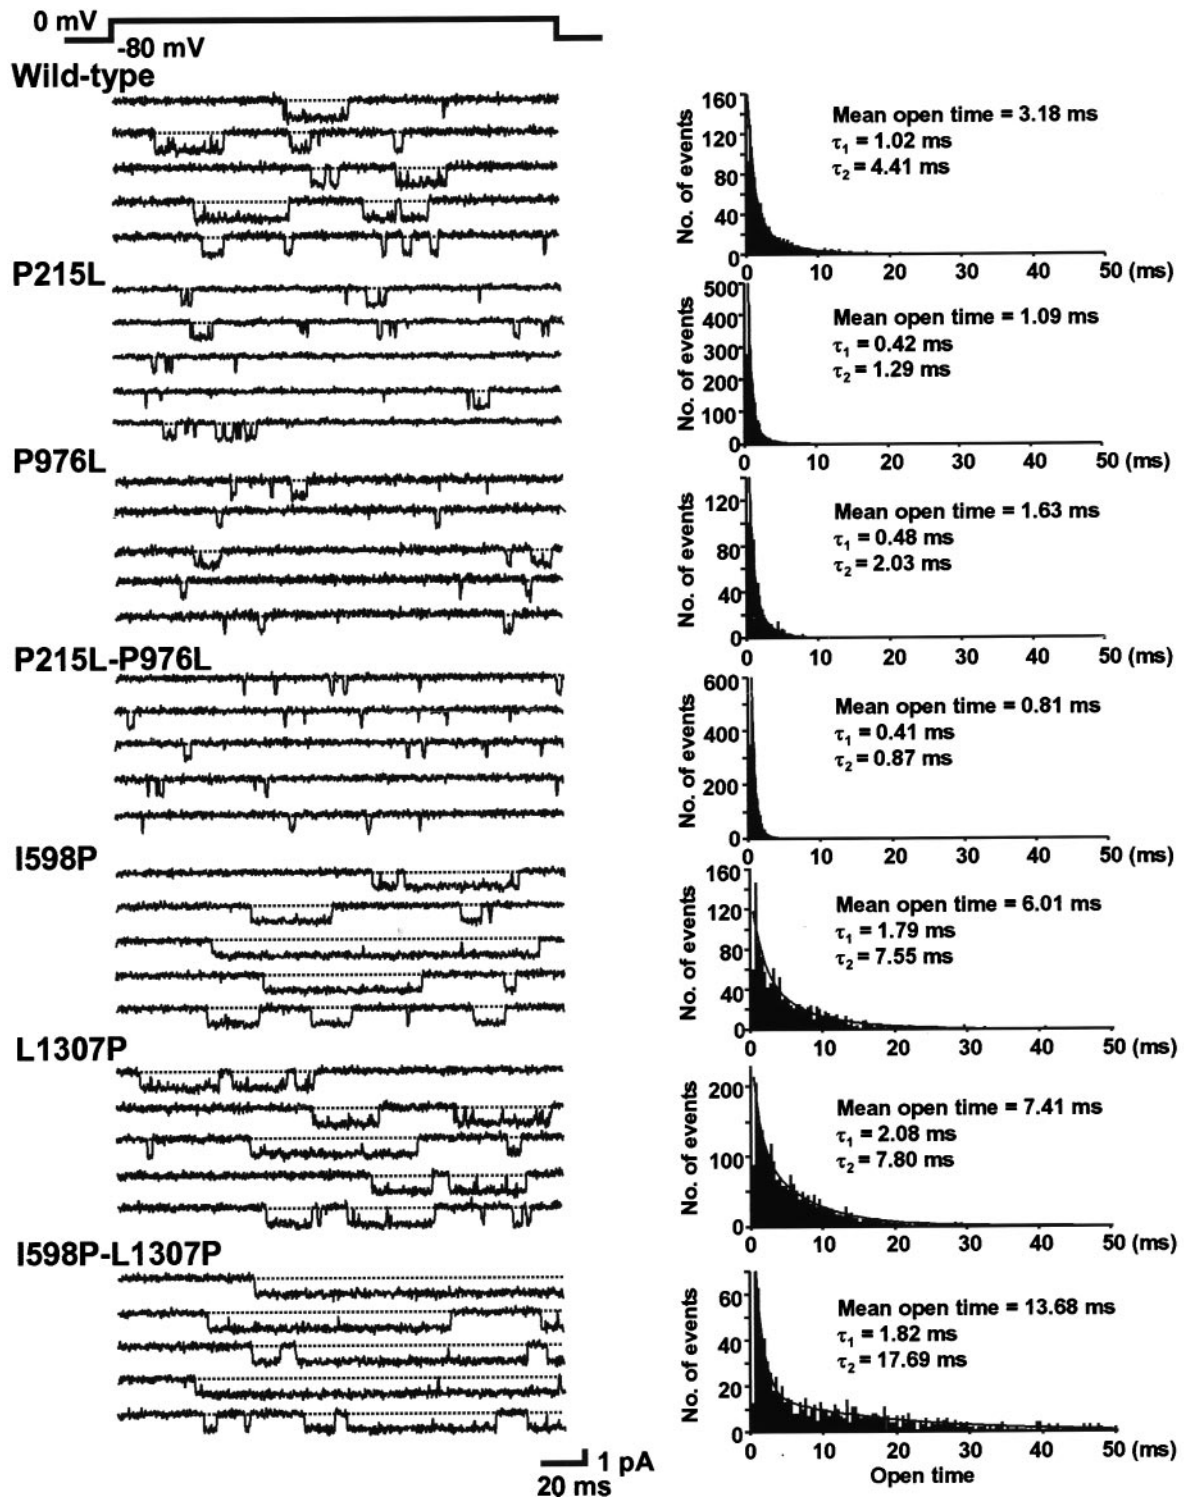 0 mV
-80 mV
Wild-type
160
120
80
40
0
No. of events
Mean open time = 3.18 ms
τ1 = 1.02 ms
τ2 = 4.41 ms
0 10 20 30 40 50 (ms)
P215L
500
400
300
200
100
0
No. of events
Mean open time = 1.09 ms
τ1 = 0.42 ms
τ2 = 1.29 ms
0 10 20 30 40 50 (ms)
P976L
120
80
40
0
No. of events
Mean open time = 1.63 ms
τ1 = 0.48 ms
τ2 = 2.03 ms
0 10 20 30 40 50 (ms)
P215L-P976L
600
400
200
0
No. of events
Mean open time = 0.81 ms
τ1 = 0.41 ms
τ2 = 0.87 ms
0 10 20 30 40 50 (ms)
I598P
160
120
80
40
0
No. of events
Mean open time = 6.01 ms
τ1 = 1.79 ms
τ2 = 7.55 ms
0 10 20 30 40 50 (ms)
L1307P
200
100
0
No. of events
Mean open time = 7.41 ms
τ1 = 2.08 ms
τ2 = 7.80 ms
0 10 20 30 40 50 (ms)
I598P-L1307P
60
40
20
0
No. of events
Mean open time = 13.68 ms
τ1 = 1.82 ms
τ2 = 17.69 ms
0 10 20 30 40 50 (ms)
Open time
1 pA
20 ms